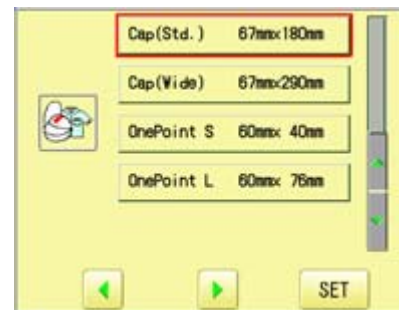 Cap(Std.) 67mm×180mm
Cap(Wide) 67mm×290mm
OnePoint S 60mm× 40mm
OnePoint L 60mm× 76mm
SET